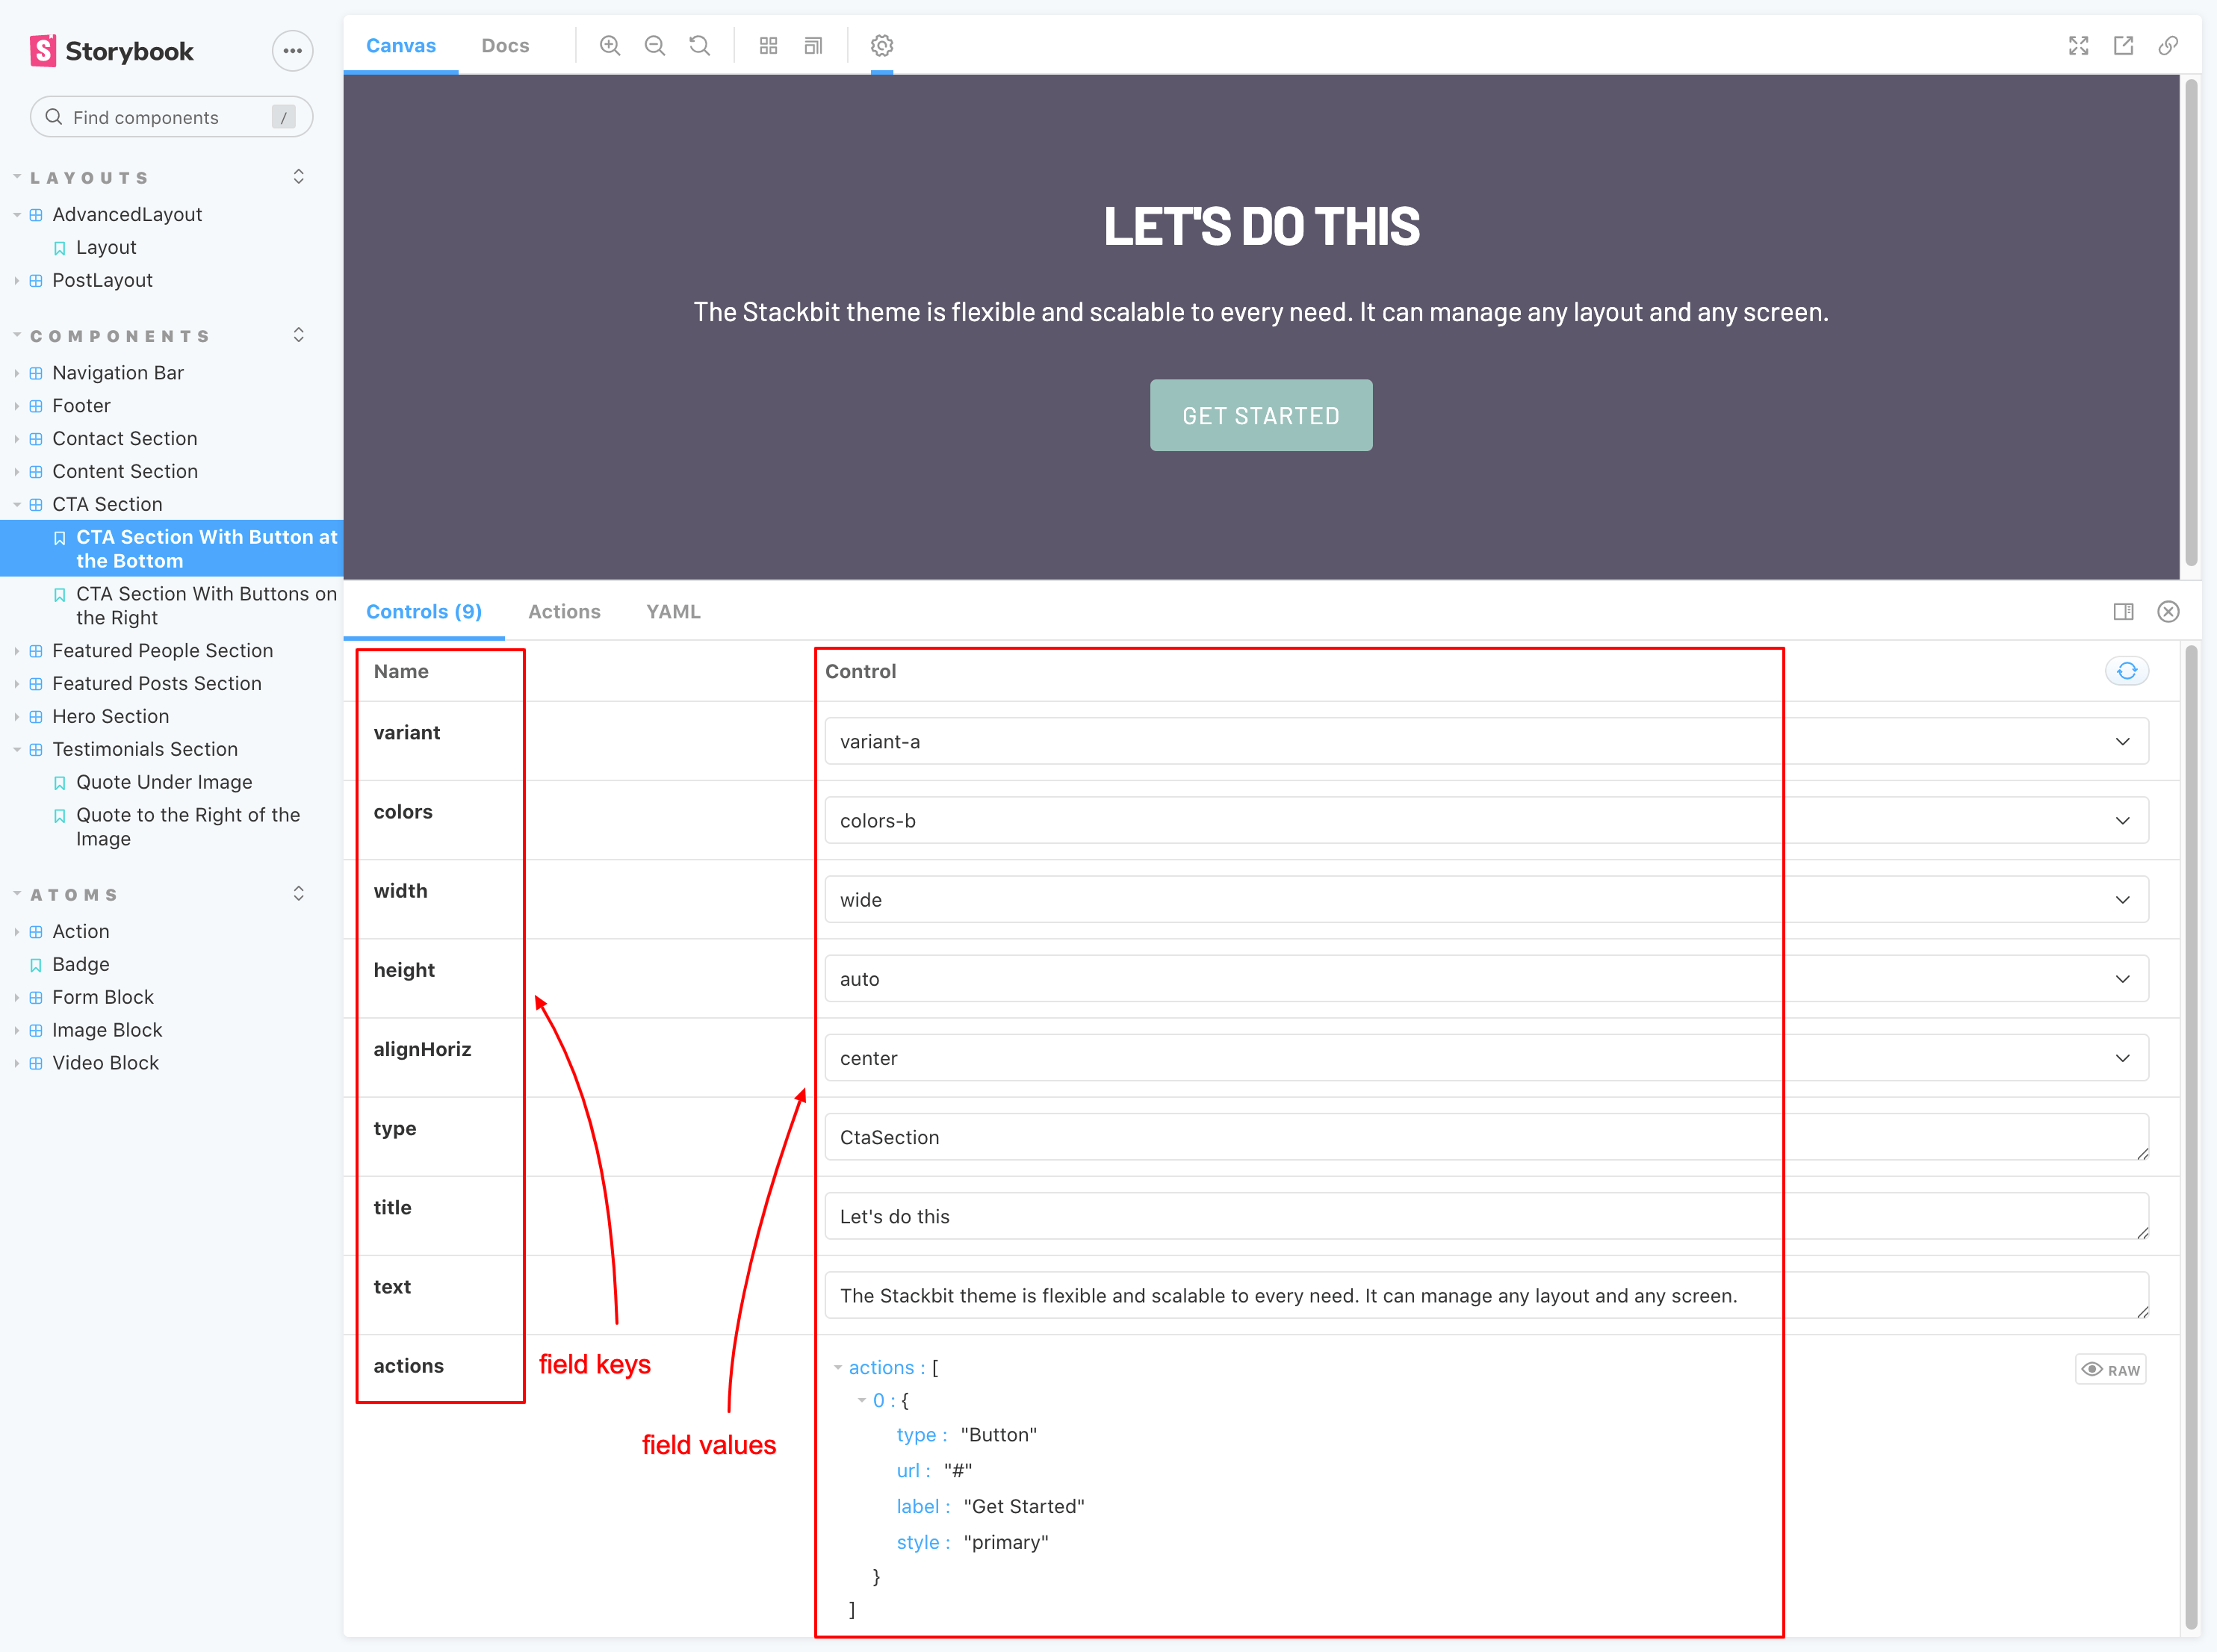 Storybook
Find components
/
LAYOUTS
AdvancedLayout
Layout
PostLayout
COMPONENTS
Navigation Bar
Footer
Contact Section
Content Section
CTA Section
CTA Section With Button at
the Bottom
CTA Section With Buttons on
the Right
Featured People Section
Featured Posts Section
Hero Section
Testimonials Section
Quote Under Image
Quote to the Right of the
Image
ATOMS
Action
Badge
Form Block
Image Block
Video Block
Canvas Docs
LET'S DO THIS
The Stackbit theme is flexible and scalable to every need. It can manage any layout and any screen.
GET STARTED
Controls (9) Actions YAML
Name Control
variant variant-a
colors colors-b
width wide
height auto
alignHoriz center
type CtaSection
title Let's do this
text The Stackbit theme is flexible and scalable to every need. It can manage any layout and any screen.
actions actions : [ RAW
0 : {
type : "Button"
url : "#"
label : "Get Started"
style : "primary"
}
]
field keys
field values